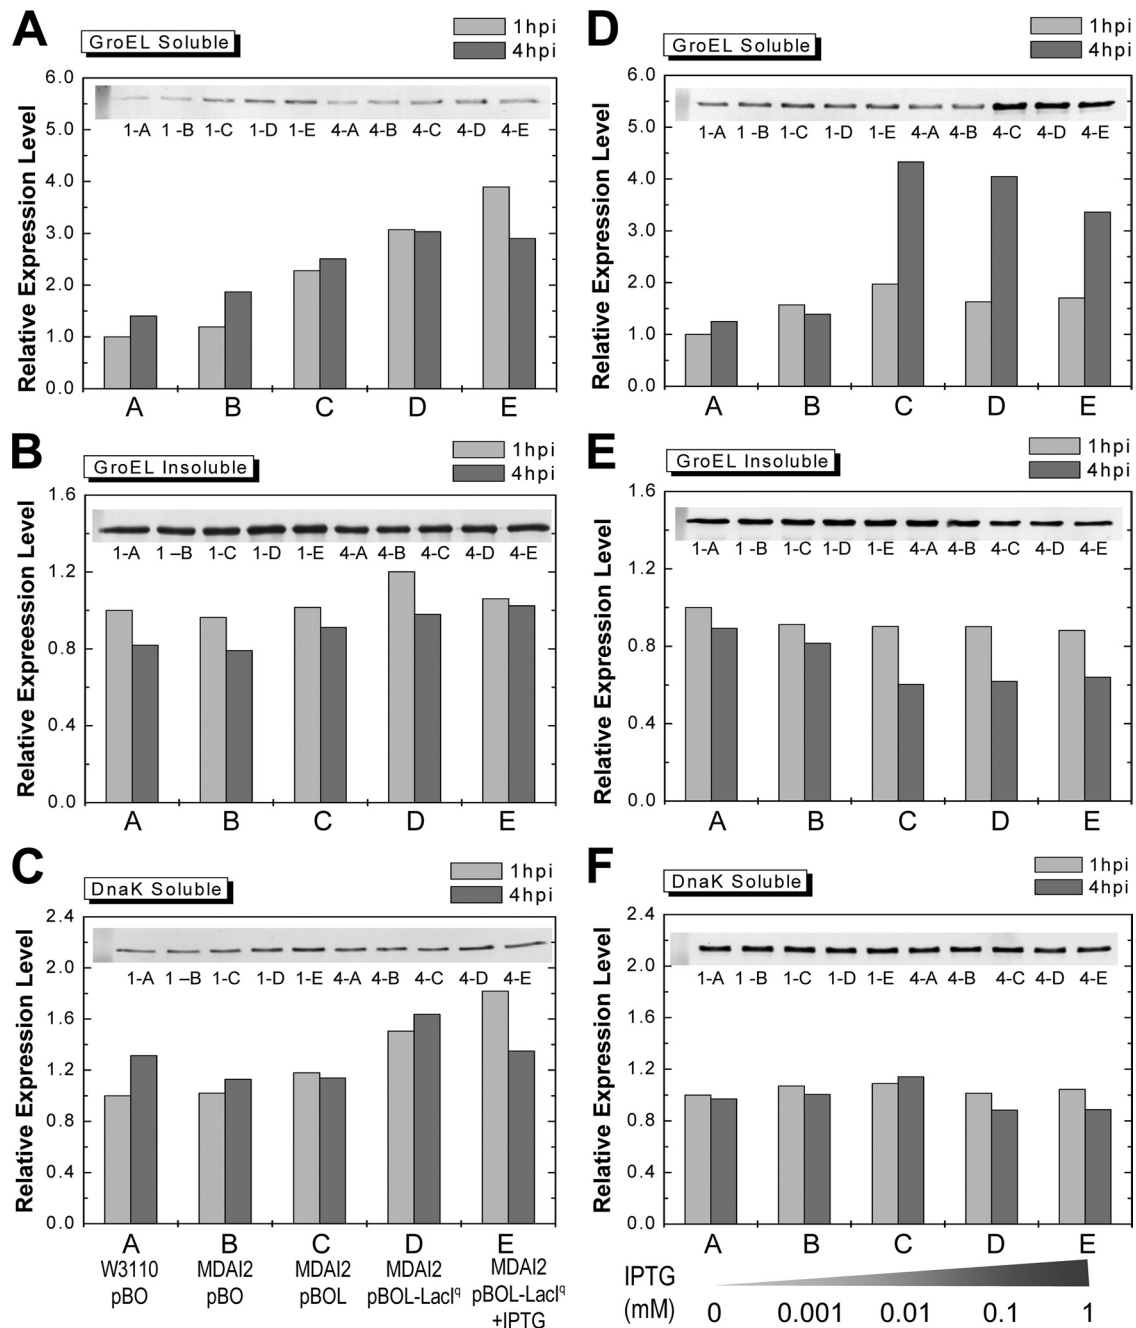 A
GroEL Soluble
1hpi
4hpi
Relative Expression Level
6.0
5.0
4.0
3.0
2.0
1.0
0.0
1-A 1 -B 1-C 1-D 1-E 4-A 4-B 4-C 4-D 4-E
A B C D E
B
GroEL Insoluble
1hpi
4hpi
Relative Expreession Level
1.6
1.2
0.8
0.4
0.0
1-A 1 –B 1-C 1-D 1-E 4-A 4-B 4-C 4-D 4-E
A B C D E
C
DnaK Soluble
1hpi
4hpi
Relative Expression Level
2.4
2.0
1.6
1.2
0.8
0.4
0.0
1-A 1 –B 1-C 1-D 1-E 4-A 4-B 4-C 4-D 4-E
A B C D E
W3110 MDAI2 MDAI2 MDAI2 MDAI2
pBO pBO pBOL pBOL-LacIq pBOL-LacIq
+IPTG
D
GroEL Soluble
1hpi
4hpi
Relative Expression Level
6.0
5.0
4.0
3.0
2.0
1.0
0.0
1-A 1 -B 1-C 1-D 1-E 4-A 4-B 4-C 4-D 4-E
A B C D E
E
GroEL Insoluble
1hpi
4hpi
Relative Expression Level
1.6
1.2
0.8
0.4
0.0
1-A 1 -B 1-C 1-D 1-E 4-A 4-B 4-C 4-D 4-E
A B C D E
F
DnaK Soluble
1hpi
4hpi
Relative Expression Level
2.4
2.0
1.6
1.2
0.8
0.4
0.0
1-A 1 -B 1-C 1-D 1-E 4-A 4-B 4-C 4-D 4-E
A B C D E
IPTG
(mM) 0 0.001 0.01 0.1 1